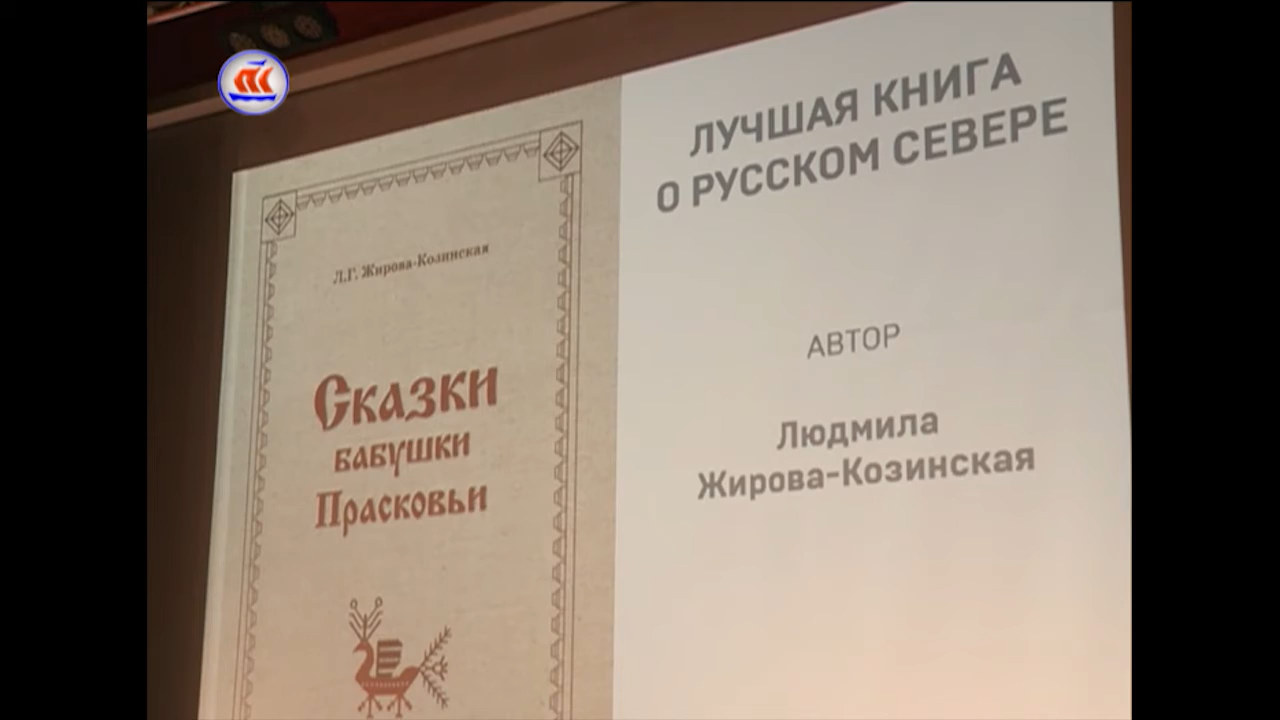 Л.Г. Жирова-Козинская
Сказки
бабушки
Прасковьи
ЛУЧШАЯ КНИГА
О РУССКОМ СЕВЕРЕ
АВТОР
Людмила
Жирова-Козинская